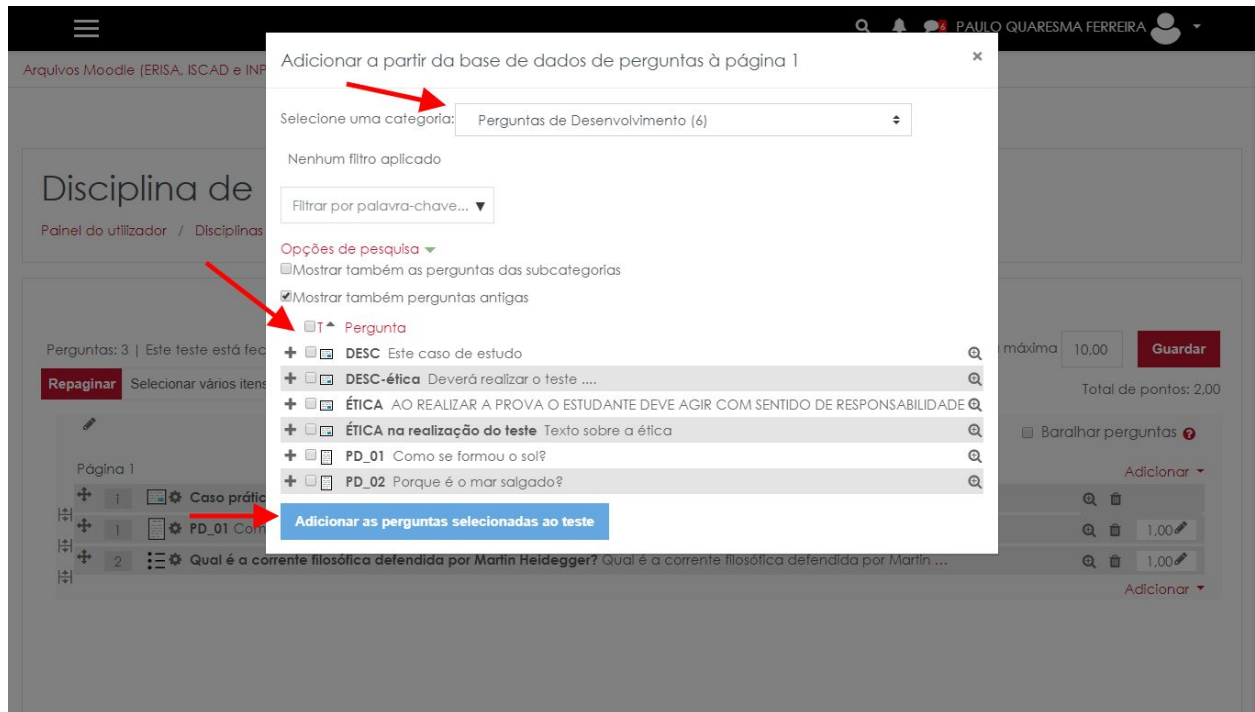 6 PAULO QUARESMA FERREIRA
Arquivos Moodle (ERISA, ISCAD e INP
Adicionar a partir da base de dados de perguntas à página 1 ×
Selecione uma categoria: Perguntas de Desenvolvimento (6)
Nenhum filtro aplicado
Filtrar por palavra-chave... ▼
Disciplina de
Painel do utilizador / Disciplinas
Opções de pesquisa
Mostrar também as perguntas das subcategorias
Mostrar também perguntas antigas
T Pergunta
DESC Este caso de estudo
DESC-ética Deverá realizar o teste ....
ÉTICA AO REALIZAR A PROVA O ESTUDANTE DEVE AGIR COM SENTIDO DE RESPONSABILIDADE
ÉTICA na realização do teste Texto sobre a ética
PD_01 Como se formou o sol?
PD_02 Porque é o mar salgado?
Adicionar as perguntas selecionadas ao teste
Perguntas: 3 | Este teste está fec
máxima 10,00 Guardar
Repaginar Selecionar vários itens
Total de pontos: 2,00
Baralhar perguntas
Página 1
Adicionar
i Caso prátic
1 PD_01 Com 1,00
2 Qual é a corrente filosófica defendida por Martin Heidegger? Qual é a corrente filosófica defendida por Martin ... 1,00
Adicionar